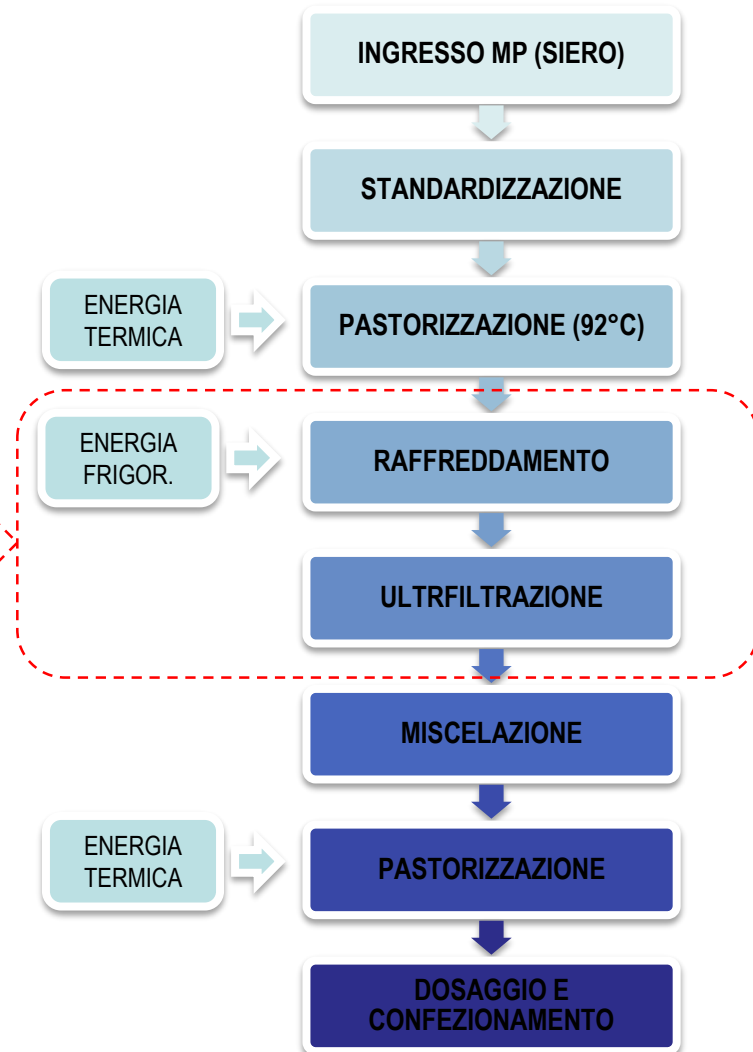 INGRESSO MP (SIERO)
STANDARDIZZAZIONE
ENERGIA
TERMICA
PASTORIZZAZIONE (92°C)
ENERGIA
FRIGOR.
RAFFREDDAMENTO
ULTRFILTRAZIONE
MISCELAZIONE
ENERGIA
TERMICA
PASTORIZZAZIONE
DOSAGGIO E
CONFEZIONAMENTO